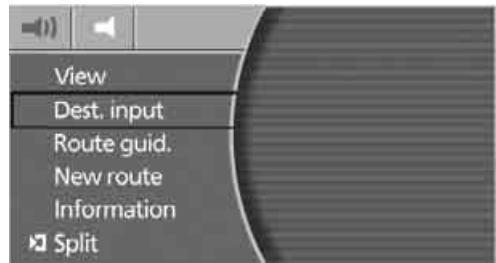 View
Dest. input
Route guid.
New route
Information
Split